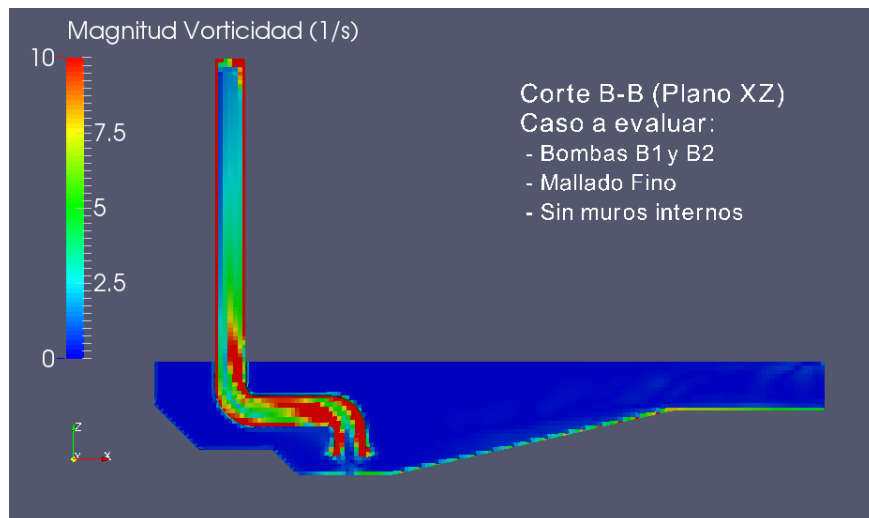 Magnitud Vorticidad (1/s)
10
7.5
5
2.5
0
Corte B-B (Plano XZ)
Caso a evaluar:
- Bombas B1 y B2
- Mallado Fino
- Sin muros internos
Z
Y
X